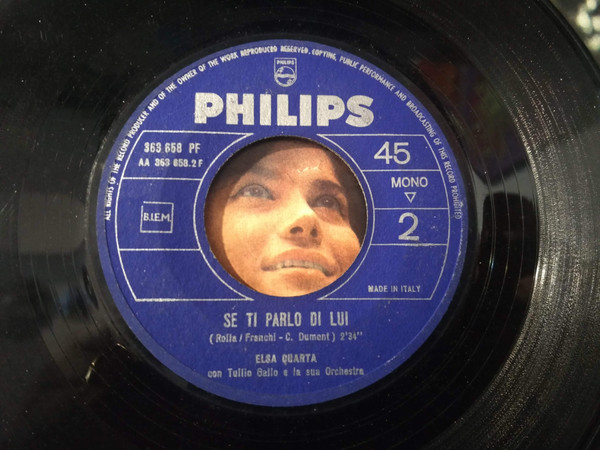 ALL RIGHTS OF THE RECORD PRODUCER AND OF THE OWNER OF THE WORK REPRODUCED RESERVED. COPYING, PUBLIC PERFORMANCE AND BROADCASTING OF THIS RECORD PROHIBITED
PHILIPS
PHILIPS
363 658 PF
AA 363 658.2 F
45
MONO
B.I.E.M.
2
MADE IN ITALY
SE TI PARLO DI LUI
(Rolla / Franchi - C. Dumont) 2'34"
ELSA QUARTA
con Tullio Gallo e la sua Orchestra